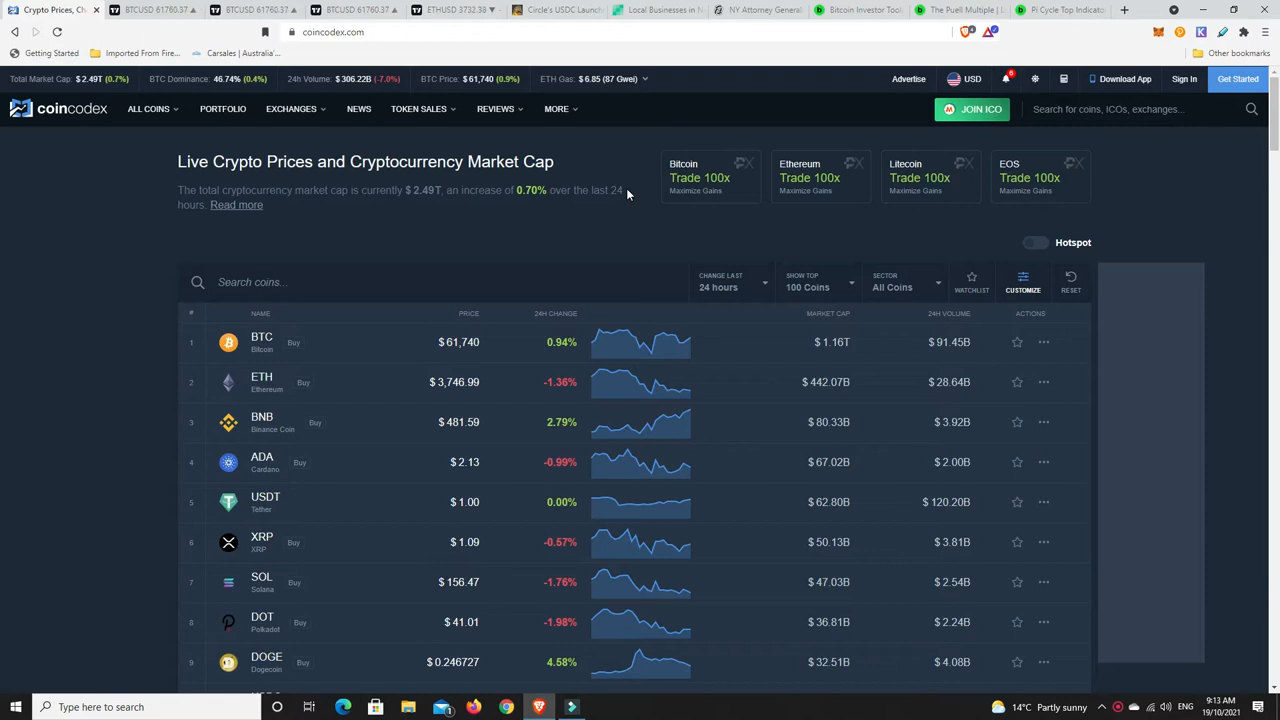 Crypto Prices, Ch
BTCUSD 61760.37
BTCUSD 61760.37
BTCUSD 61760.37
ETHUSD 3732.38
Circle's USDC Launch
Local Businesses in N
NY Attorney General
Bitcoin Investor Tool:
The Puell Multiple | L
Pi Cycle Top Indicato
coincodex.com
Getting Started
Imported From Fire...
Carsales | Australia'...
Other bookmarks
Total Market Cap: $ 2.49T (0.7%)
BTC Dominance: 46.74% (0.4%)
24h Volume: $ 306.22B (-7.0%)
BTC Price: $ 61,740 (0.9%)
ETH Gas: $ 6.85 (87 Gwei)
Advertise
USD
6
Download App
Sign In
Get Started
coincodex
ALL COINS
PORTFOLIO
EXCHANGES
NEWS
TOKEN SALES
REVIEWS
MORE
JOIN ICO
Search for coins, ICOs, exchanges...
Live Crypto Prices and Cryptocurrency Market Cap
The total cryptocurrency market cap is currently $ 2.49T, an increase of 0.70% over the last 24
hours. Read more
Bitcoin
Trade 100x
Maximize Gains
Ethereum
Trade 100x
Maximize Gains
Litecoin
Trade 100x
Maximize Gains
EOS
Trade 100x
Maximize Gains
Hotspot
Search coins...
CHANGE LAST
24 hours
SHOW TOP
100 Coins
SECTOR
All Coins
WATCHLIST
CUSTOMIZE
RESET
# NAME PRICE 24H CHANGE MARKET CAP 24H VOLUME ACTIONS
1 BTC Bitcoin Buy $ 61,740 0.94% $ 1.16T $ 91.45B
2 ETH Ethereum Buy $ 3,746.99 -1.36% $ 442.07B $ 28.64B
3 BNB Binance Coin Buy $ 481.59 2.79% $ 80.33B $ 3.92B
4 ADA Cardano Buy $ 2.13 -0.99% $ 67.02B $ 2.00B
5 USDT Tether Buy $ 1.00 0.00% $ 62.80B $ 120.20B
6 XRP XRP Buy $ 1.09 -0.57% $ 50.13B $ 3.81B
7 SOL Solana Buy $ 156.47 -1.76% $ 47.03B $ 2.54B
8 DOT Polkadot Buy $ 41.01 -1.98% $ 36.81B $ 2.24B
9 DOGE Dogecoin Buy $ 0.246727 4.58% $ 32.51B $ 4.08B
Type here to search
14°C Partly sunny
ENG
9:13 AM
19/10/2021